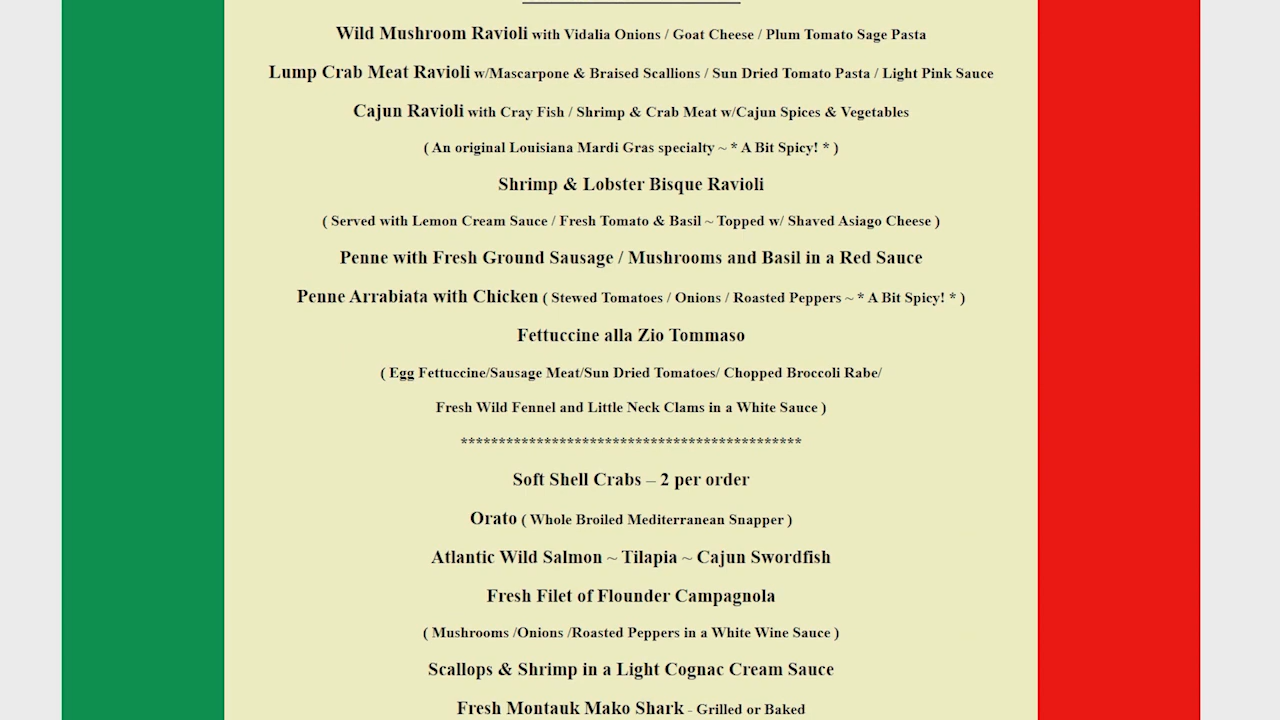 Wild Mushroom Ravioli with Vidalia Onions / Goat Cheese / Plum Tomato Sage Pasta
Lump Crab Meat Ravioli w/Mascarpone & Braised Scallions / Sun Dried Tomato Pasta / Light Pink Sauce
Cajun Ravioli with Cray Fish / Shrimp & Crab Meat w/Cajun Spices & Vegetables
( An original Louisiana Mardi Gras specialty ~ * A Bit Spicy! * )
Shrimp & Lobster Bisque Ravioli
( Served with Lemon Cream Sauce / Fresh Tomato & Basil ~ Topped w/ Shaved Asiago Cheese )
Penne with Fresh Ground Sausage / Mushrooms and Basil in a Red Sauce
Penne Arrabiata with Chicken ( Stewed Tomatoes / Onions / Roasted Peppers ~ * A Bit Spicy! * )
Fettuccine alla Zio Tommaso
( Egg Fettuccine/Sausage Meat/Sun Dried Tomatoes/ Chopped Broccoli Rabe/
Fresh Wild Fennel and Little Neck Clams in a White Sauce )
*********************************************
Soft Shell Crabs – 2 per order
Orato ( Whole Broiled Mediterranean Snapper )
Atlantic Wild Salmon ~ Tilapia ~ Cajun Swordfish
Fresh Filet of Flounder Campagnola
( Mushrooms /Onions /Roasted Peppers in a White Wine Sauce )
Scallops & Shrimp in a Light Cognac Cream Sauce
Fresh Montauk Mako Shark - Grilled or Baked